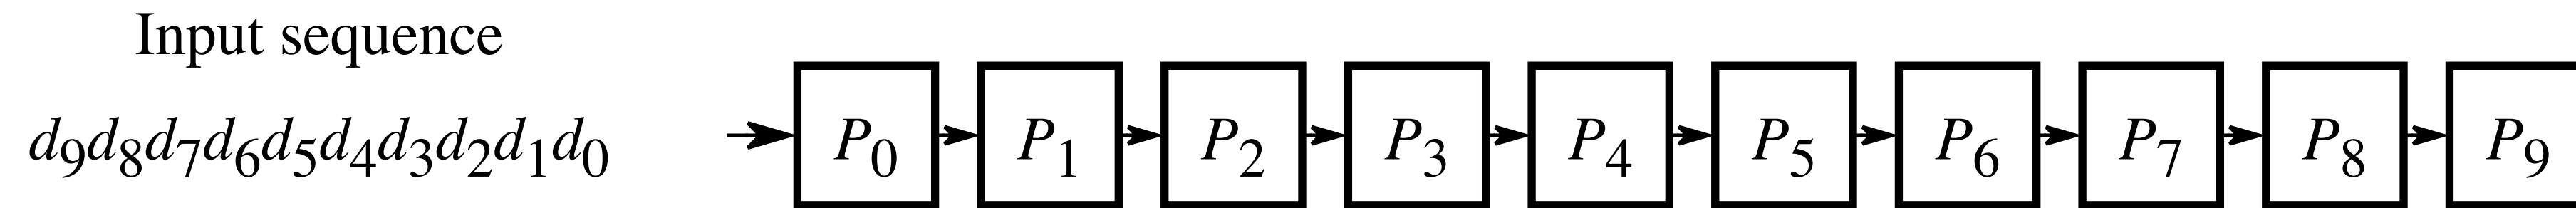 Input sequence
d9d8d7d6d5d4d3d2d1d0 P0 P1 P2 P3 P4 P5 P6 P7 P8 P9